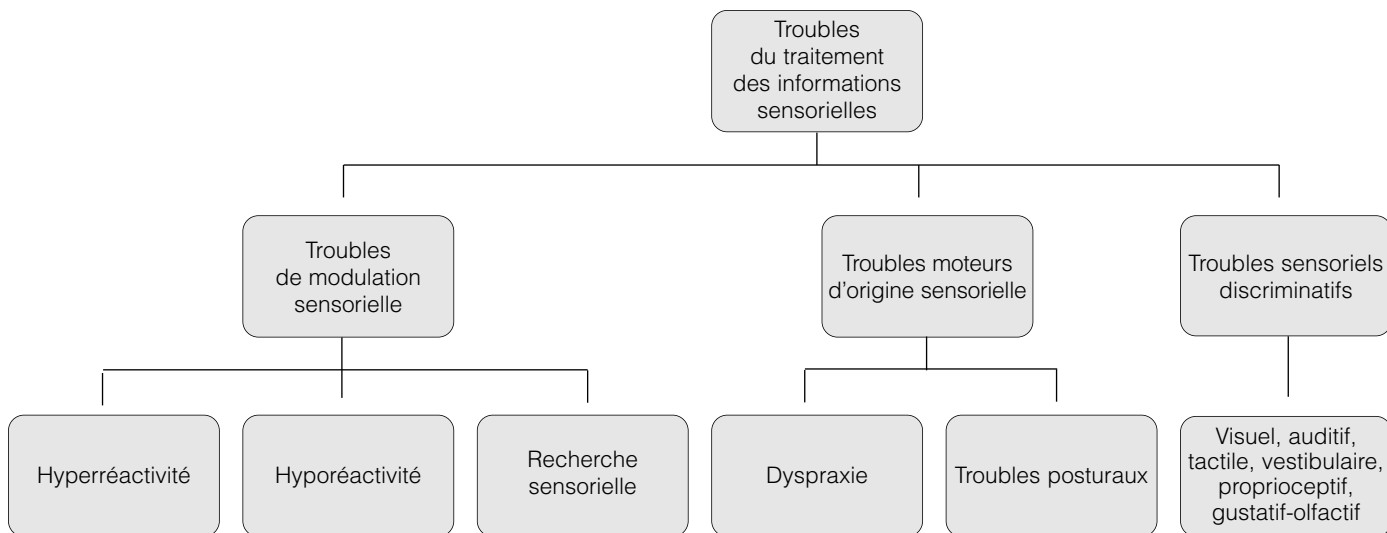 Troubles
du traitement
des informations
sensorielles
Troubles
de modulation
sensorielle
Troubles moteurs
d'origine sensorielle
Troubles sensoriels
discriminatifs
Hyperréactivité
Hyporéactivité
Recherche
sensorielle
Dyspraxie
Troubles posturaux
Visuel, auditif,
tactile, vestibulaire,
proprioceptif,
gustatif-olfactif